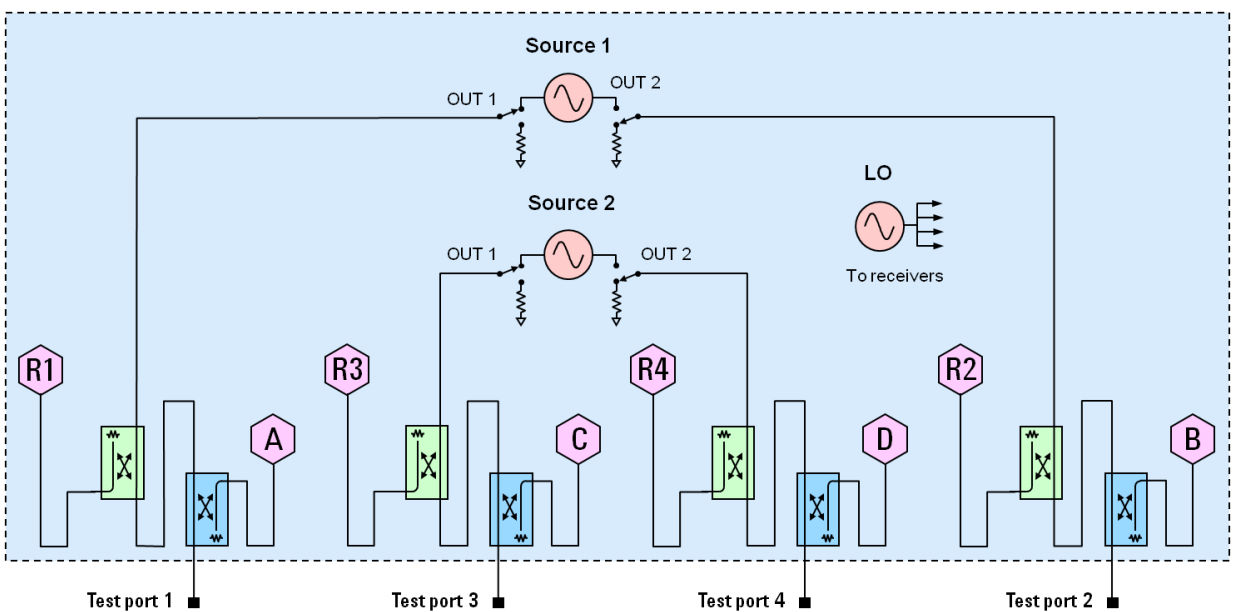 Source 1
OUT 1
OUT 2
LO
Source 2
OUT 1
OUT 2
To receivers
R1
R3
R4
R2
A
C
D
B
Test port 1
Test port 3
Test port 4
Test port 2